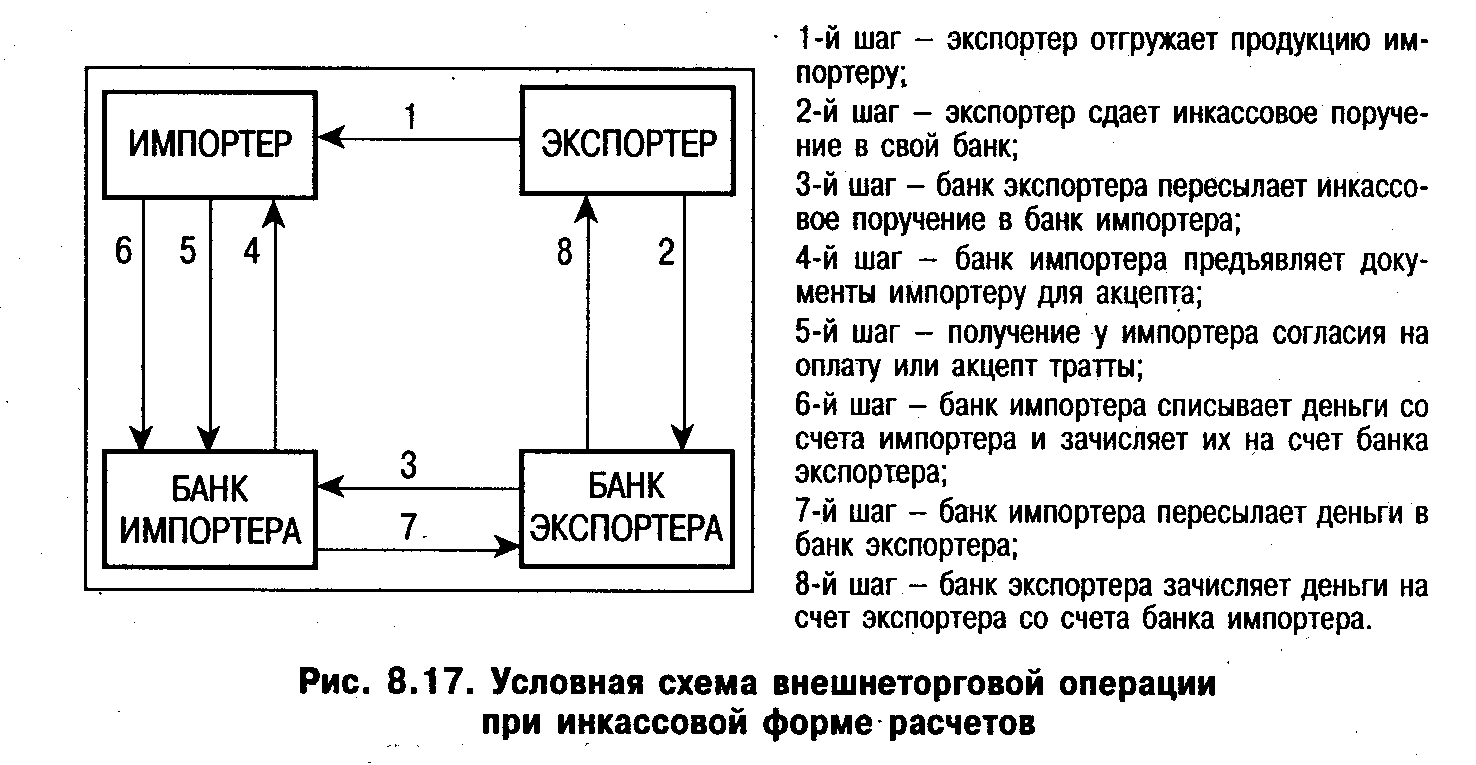 ИМПОРТЕР
1
ЭКСПОРТЕР
6
5
4
8
2
БАНК
ИМПОРТЕРА
3
7
БАНК
ЭКСПОРТЕРА
1-й шаг – экспортер отгружает продукцию им-
портеру;
2-й шаг – экспортер сдает инкассовое поруче-
ние в свой банк;
3-й шаг – банк экспортера пересылает инкассо-
вое поручение в банк импортера;
4-й шаг – банк импортера предъявляет доку-
менты импортеру для акцепта;
5-й шаг – получение у импортера согласия на
оплату или акцепт тратты;
6-й шаг – банк импортера списывает деньги со
счета импортера и зачисляет их на счет банка
экспортера;
7-й шаг – банк импортера пересылает деньги в
банк экспортера;
8-й шаг – банк экспортера зачисляет деньги на
счет экспортера со счета банка импортера.
Рис. 8.17. Условная схема внешнеторговой операции
при инкассовой форме расчетов